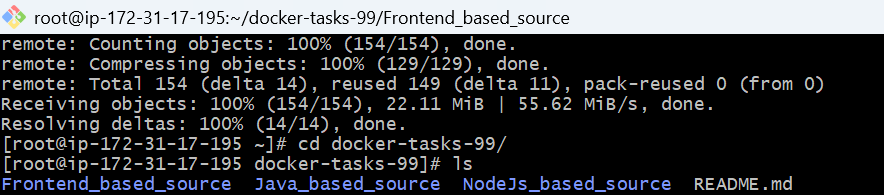 root@ip-172-31-17-195:~/docker-tasks-99/Frontend_based_source
remote: Counting objects: 100% (154/154), done.
remote: Compressing objects: 100% (129/129), done.
remote: Total 154 (delta 14), reused 149 (delta 11), pack-reused 0 (from 0)
Receiving objects: 100% (154/154), 22.11 MiB | 55.62 MiB/s, done.
Resolving deltas: 100% (14/14), done.
[root@ip-172-31-17-195 ~]# cd docker-tasks-99/
[root@ip-172-31-17-195 docker-tasks-99]# ls
Frontend_based_source  Java_based_source  NodeJs_based_source  README.md